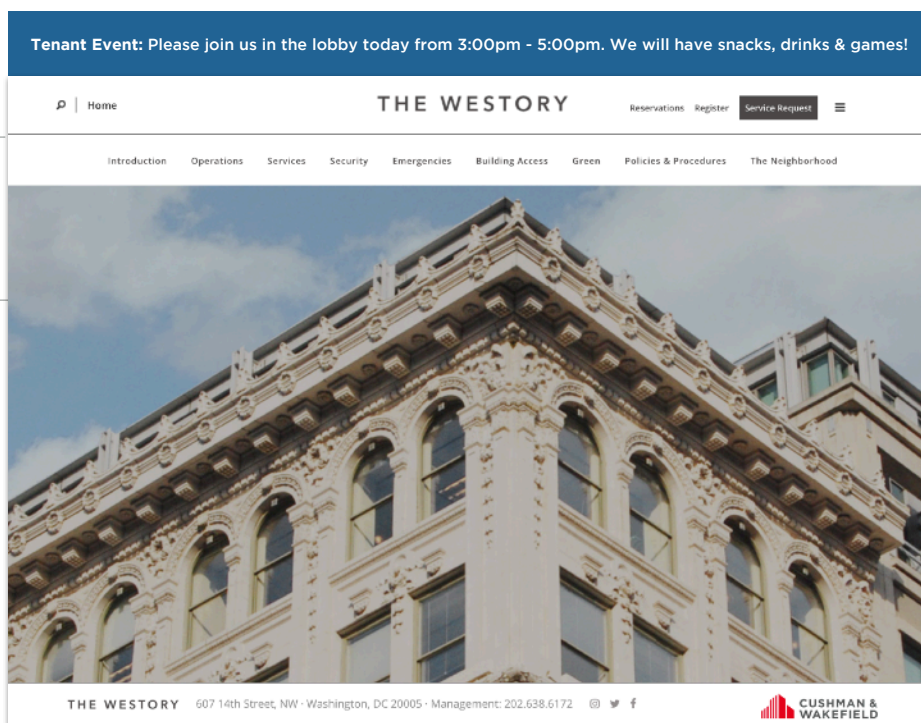 Tenant Event: Please join us in the lobby today from 3:00pm - 5:00pm. We will have snacks, drinks & games!
Home
THE WESTORY
Reservations Register Service Request
Introduction Operations Services Security Emergencies Building Access Green Policies & Procedures The Neighborhood
THE WESTORY 607 14th Street, NW · Washington, DC 20005 · Management: 202.638.6172
CUSHMAN &
WAKEFIELD